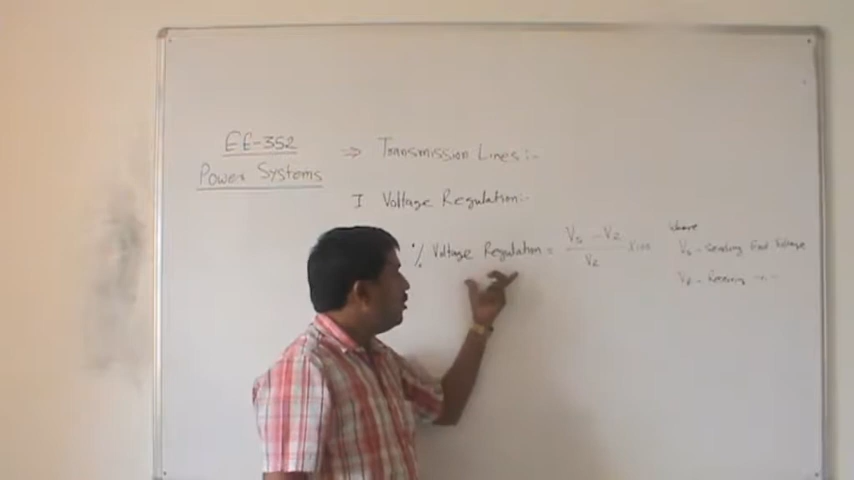 EE-352
Power Systems
⇒ Transmission Lines:-
I Voltage Regulation:-
% Voltage Regulation = (Vs - VR) / VR x100
where
Vs - Sending End Voltage
VR - Receiving -- -